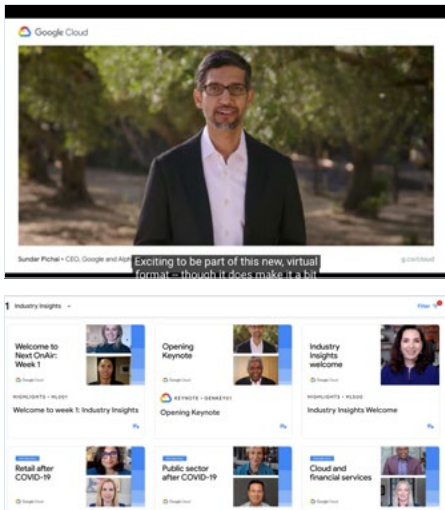 Google Cloud
Sundar Pichai • CEO, Google and Alph
Exciting to be part of this new, virtual
format – though it does make it a bit
g.co/cloud
1 Industry Insights
Filter
Welcome to
Next OnAir:
Week 1
Google Cloud
HIGHLIGHTS • HL001
Welcome to week 1: Industry Insights
Opening
Keynote
Google Cloud
KEYNOTE • GENKEY01
Opening Keynote
Industry
Insights
welcome
Google Cloud
HIGHLIGHTS • HL500
Industry Insights Welcome
Retail after
COVID-19
Google Cloud
Public sector
after COVID-19
Google Cloud
Cloud and
financial services
Google Cloud